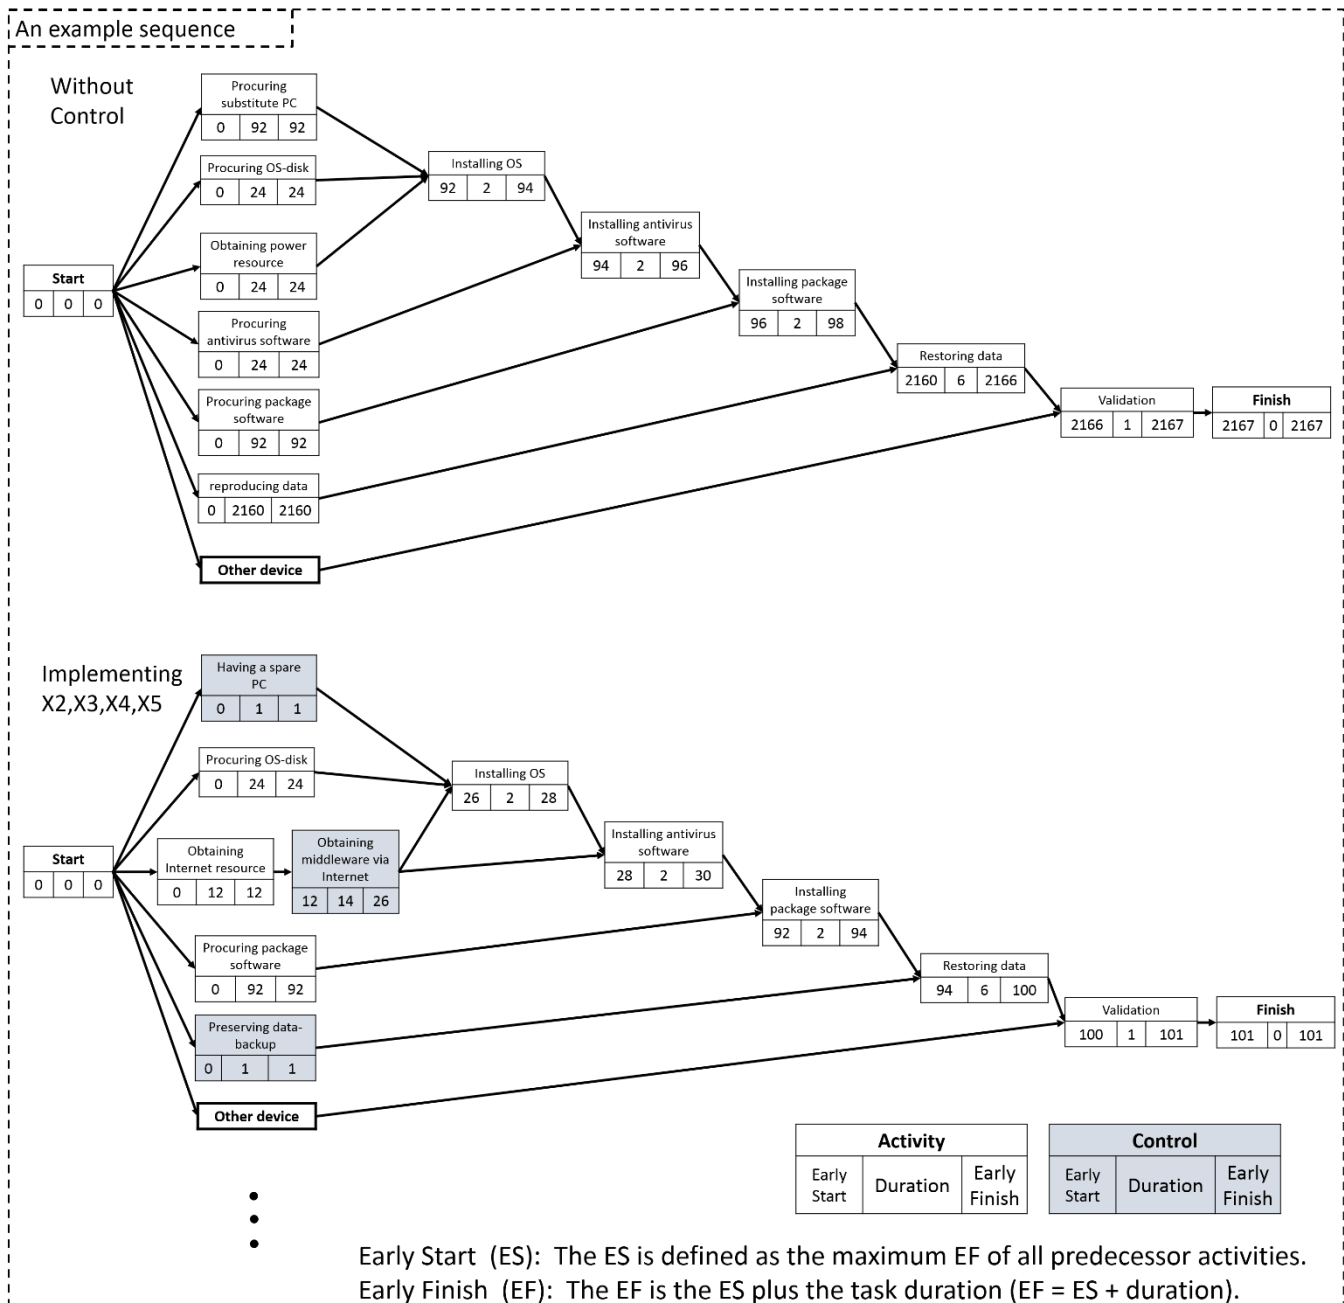 An example sequence
Without
Control
Procuring
substitute PC
0 92 92
Procuring OS-disk
0 24 24
Obtaining power
resource
0 24 24
Start
0 0 0
Procuring
antivirus software
0 24 24
Procuring package
software
0 92 92
reproducing data
0 2160 2160
Other device
Installing OS
92 2 94
Installing antivirus
software
94 2 96
Installing package
software
96 2 98
Restoring data
2160 6 2166
Validation
2166 1 2167
Finish
2167 0 2167
Implementing
X2,X3,X4,X5
Having a spare
PC
0 1 1
Procuring OS-disk
0 24 24
Start
0 0 0
Obtaining
Internet resource
0 12 12
Obtaining
middleware via
Internet
12 14 26
Procuring package
software
0 92 92
Preserving data-
backup
0 1 1
Other device
Installing OS
26 2 28
Installing antivirus
software
28 2 30
Installing
package software
92 2 94
Restoring data
94 6 100
Validation
100 1 101
Finish
101 0 101
Activity
Early
Start
Duration
Early
Finish
Control
Early
Start
Duration
Early
Finish
Early Start (ES): The ES is defined as the maximum EF of all predecessor activities.
Early Finish (EF): The EF is the ES plus the task duration (EF = ES + duration).